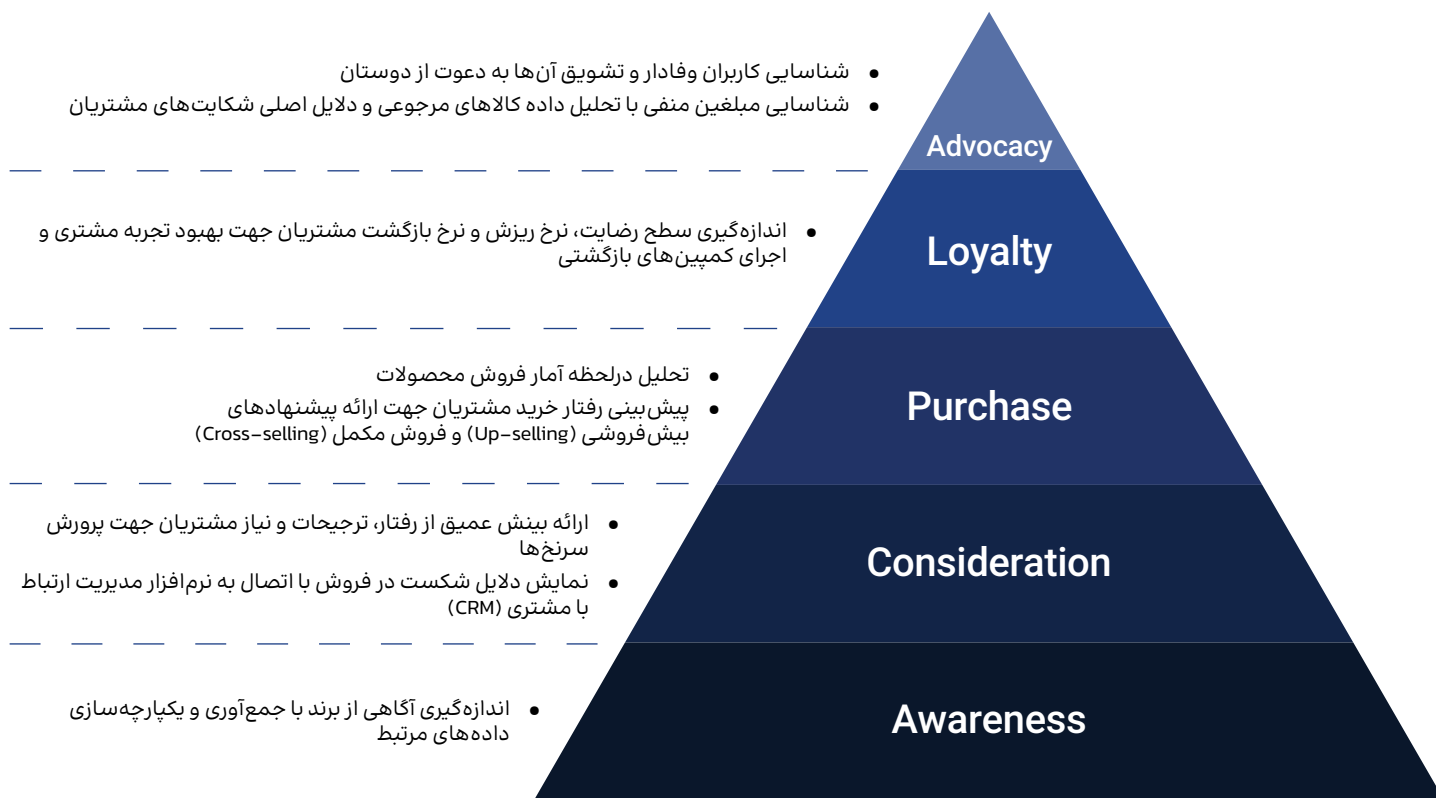 • شناسایی کاربران وفادار و تشویق آن‌ها به دعوت از دوستان
• شناسایی مبلغین منفی با تحلیل داده کالاهای مرجوعی و دلایل اصلی شکایت‌های مشتریان
Advocacy
• اندازه‌گیری سطح رضایت، نرخ ریزش و نرخ بازگشت مشتریان جهت بهبود تجربه مشتری و
اجرای کمپین‌های بازگشتی
Loyalty
• تحلیل درلحظه آمار فروش محصولات
• پیش‌بینی رفتار خرید مشتریان جهت ارائه پیشنهادهای
بیش‌فروشی (Up-selling) و فروش مکمل (Cross-selling)
Purchase
• ارائه بینش عمیق از رفتار، ترجیحات و نیاز مشتریان جهت پرورش
سرنخ‌ها
• نمایش دلایل شکست در فروش با اتصال به نرم‌افزار مدیریت ارتباط
با مشتری (CRM)
Consideration
• اندازه‌گیری آگاهی از برند با جمع‌آوری و یکپارچه‌سازی
داده‌های مرتبط
Awareness